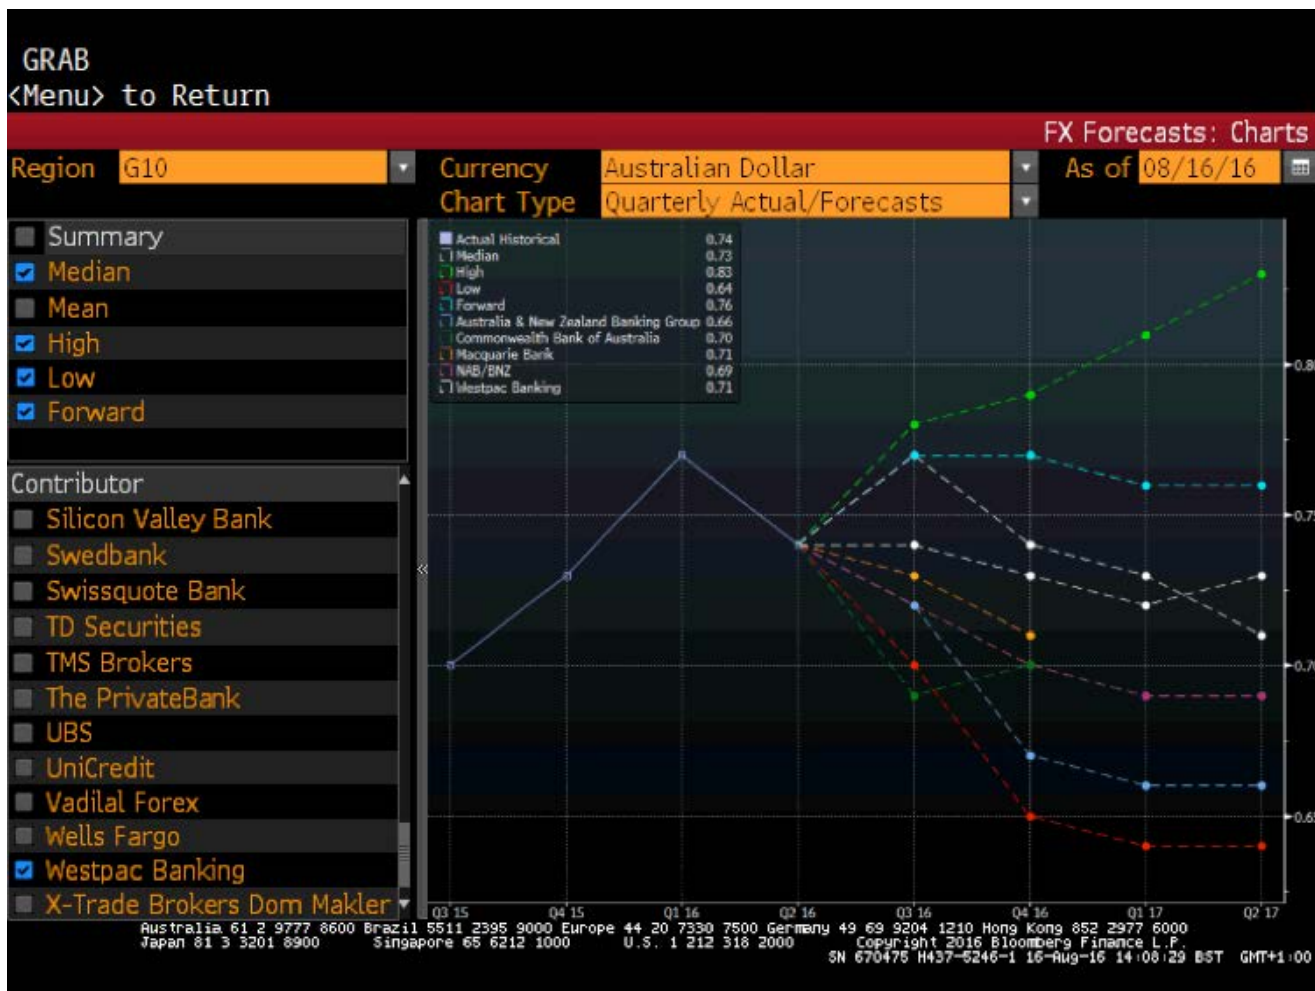 GRAB
<Menu> to Return
FX Forecasts: Charts
Region G10 Currency Australian Dollar As of 08/16/16
Chart Type Quarterly Actual/Forecasts
Summary
Median
Mean
High
Low
Forward
Contributor
Silicon Valley Bank
Swedbank
Swissquote Bank
TD Securities
TMS Brokers
The PrivateBank
UBS
UniCredit
Vadilal Forex
Wells Fargo
Westpac Banking
X-Trade Brokers Dom Makler
Actual Historical 0.74
Median 0.73
High 0.83
Low 0.64
Forward 0.76
Australia & New Zealand Banking Group 0.66
Commonwealth Bank of Australia 0.70
Macquarie Bank 0.71
NAB/BNZ 0.69
Westpac Banking 0.71
Q3 15 Q4 15 Q1 16 Q2 16 Q3 16 Q4 16 Q1 17 Q2 17
Australia 61 2 9777 8600 Brazil 5511 2395 9000 Europe 44 20 7330 7500 Germany 49 69 9204 1210 Hong Kong 852 2977 6000
Japan 81 3 3201 8900 Singapore 65 6212 1000 U.S. 1 212 318 2000 Copyright 2016 Bloomberg Finance L.P.
SN 670475 H437-5246-1 16-Aug-16 14:08:29 BST GMT+1:00